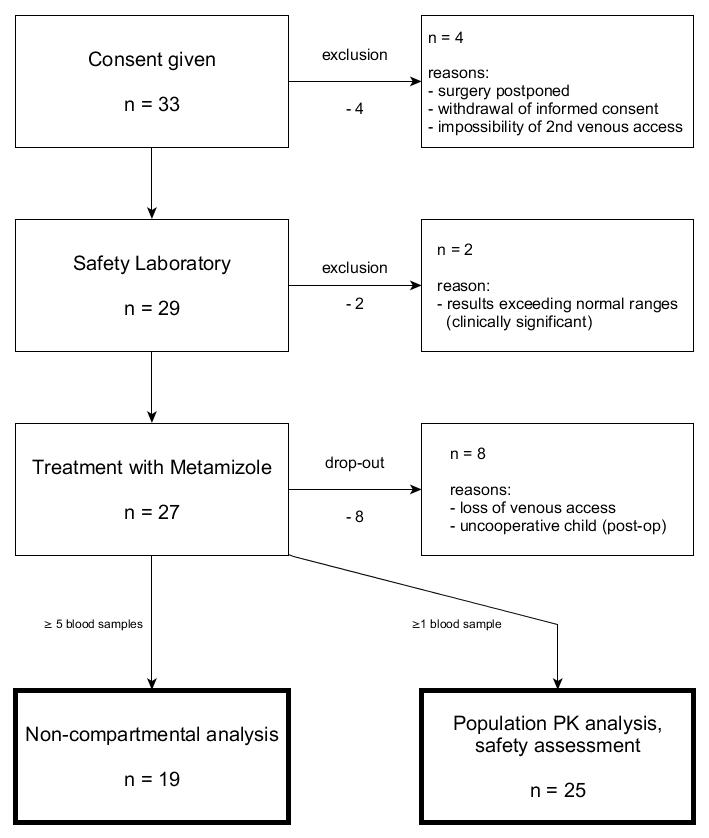 Consent given
n = 33
exclusion
- 4
n = 4
reasons:
- surgery postponed
- withdrawal of informed consent
- impossibility of 2nd venous access
Safety Laboratory
n = 29
exclusion
- 2
n = 2
reason:
- results exceeding normal ranges
(clinically significant)
Treatment with Metamizole
n = 27
drop-out
- 8
n = 8
reasons:
- loss of venous access
- uncooperative child (post-op)
≥ 5 blood samples
≥1 blood sample
Non-compartmental analysis
n = 19
Population PK analysis,
safety assessment
n = 25